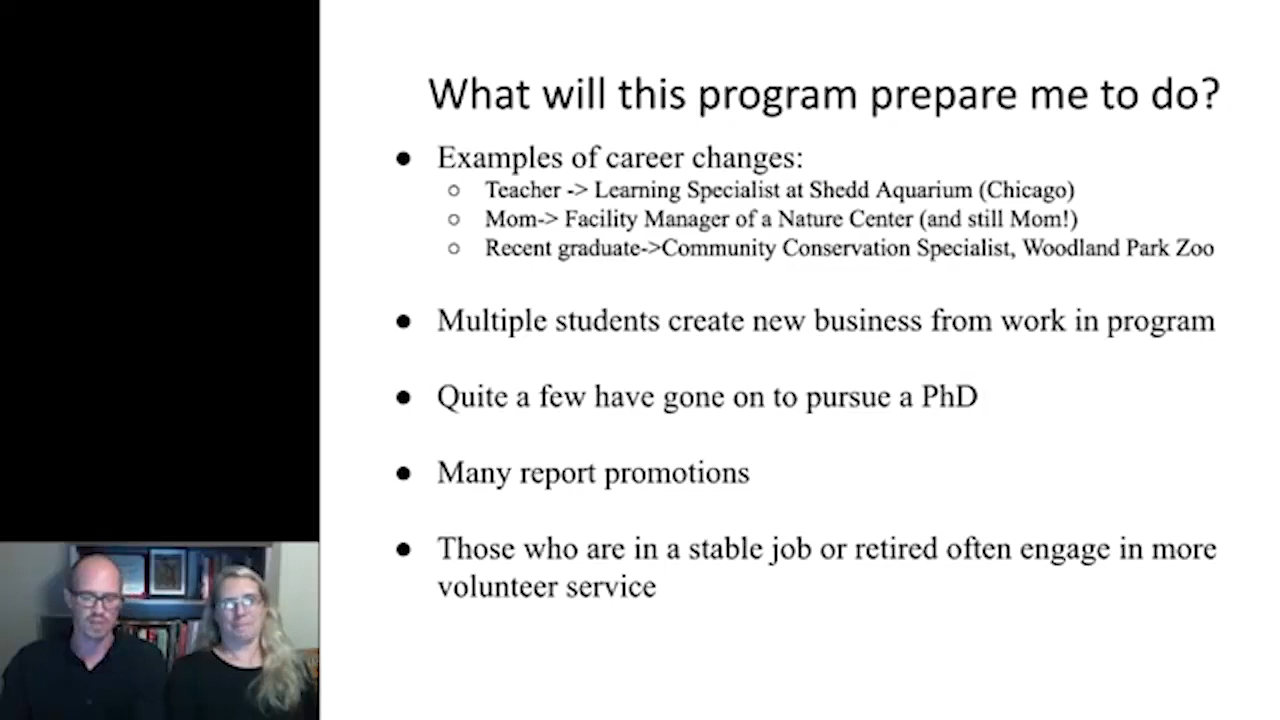 What will this program prepare me to do?
● Examples of career changes:
○ Teacher -> Learning Specialist at Shedd Aquarium (Chicago)
○ Mom-> Facility Manager of a Nature Center (and still Mom!)
○ Recent graduate->Community Conservation Specialist, Woodland Park Zoo
● Multiple students create new business from work in program
● Quite a few have gone on to pursue a PhD
● Many report promotions
● Those who are in a stable job or retired often engage in more
volunteer service